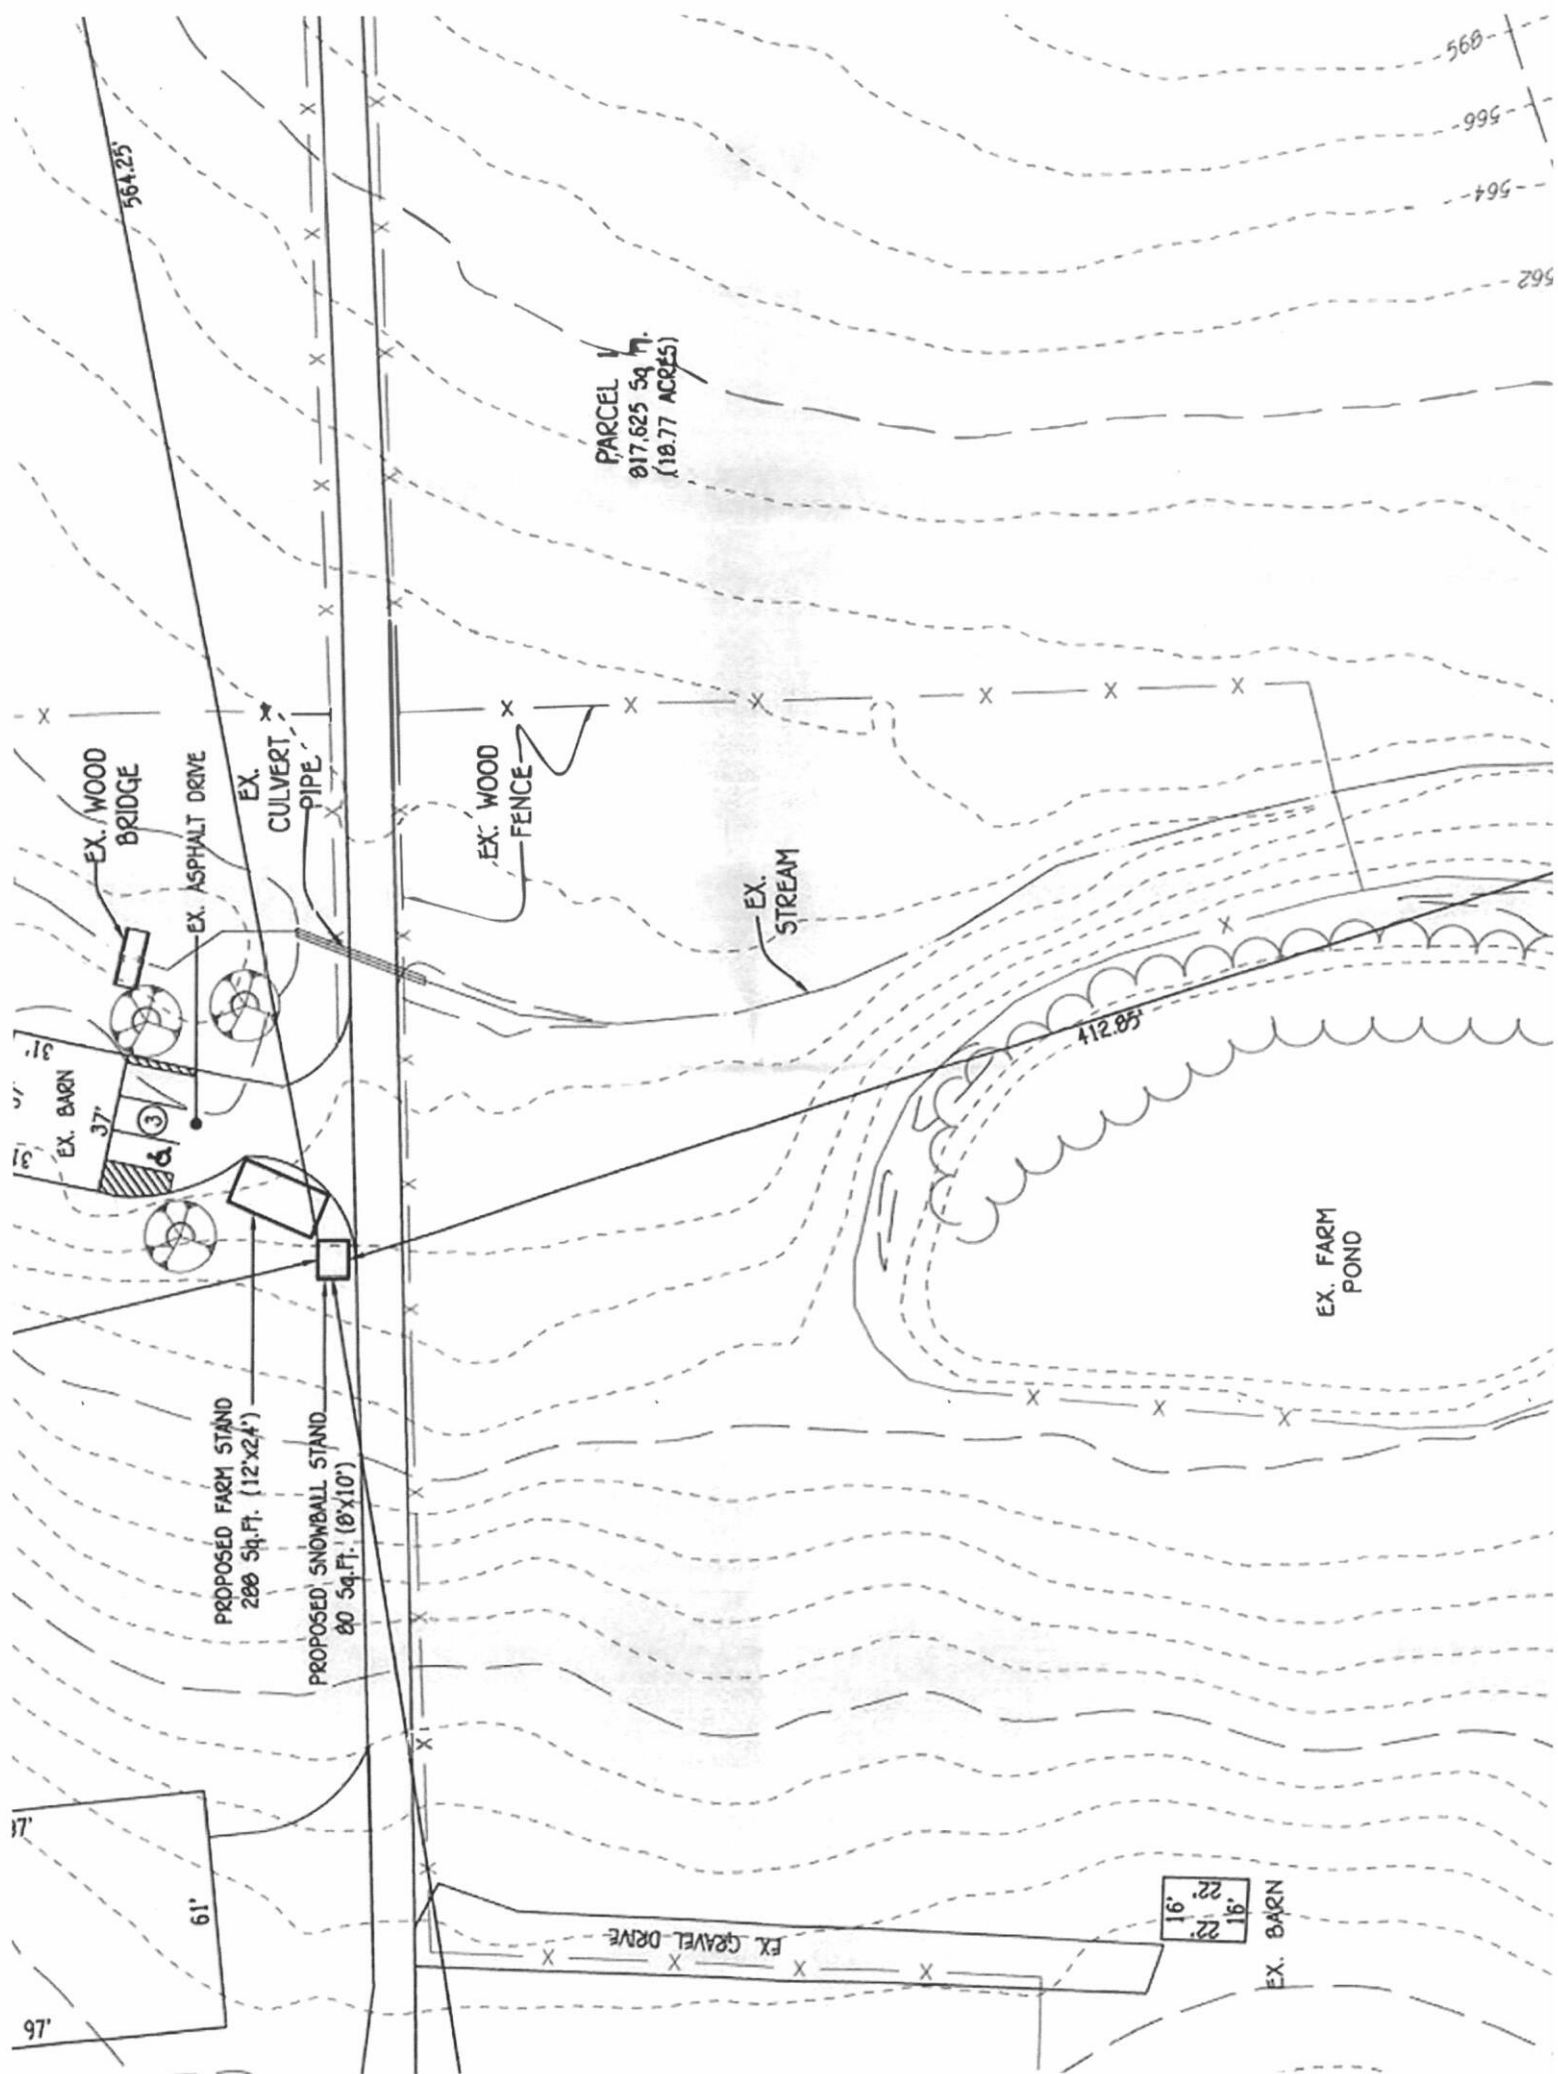 564.25'
568
566
564
562
PARCEL 1
817,625 Sq. Ft.
(18.77 ACRES)
EX. WOOD
BRIDGE
EX. ASPHALT DRIVE
EX.
CULVERT
PIPE
EX. WOOD
FENCE
EX.
STREAM
31'
EX. BARN
37'
31'
3
412.85'
EX. FARM
POND
PROPOSED FARM STAND
288 Sq.Ft. (12'x24')
PROPOSED SNOWBALL STAND
80 Sq.Ft. (8'x10')
37'
61'
97'
EX. GRAVEL DRIVE
16'
22'
22'
16'
EX. BARN